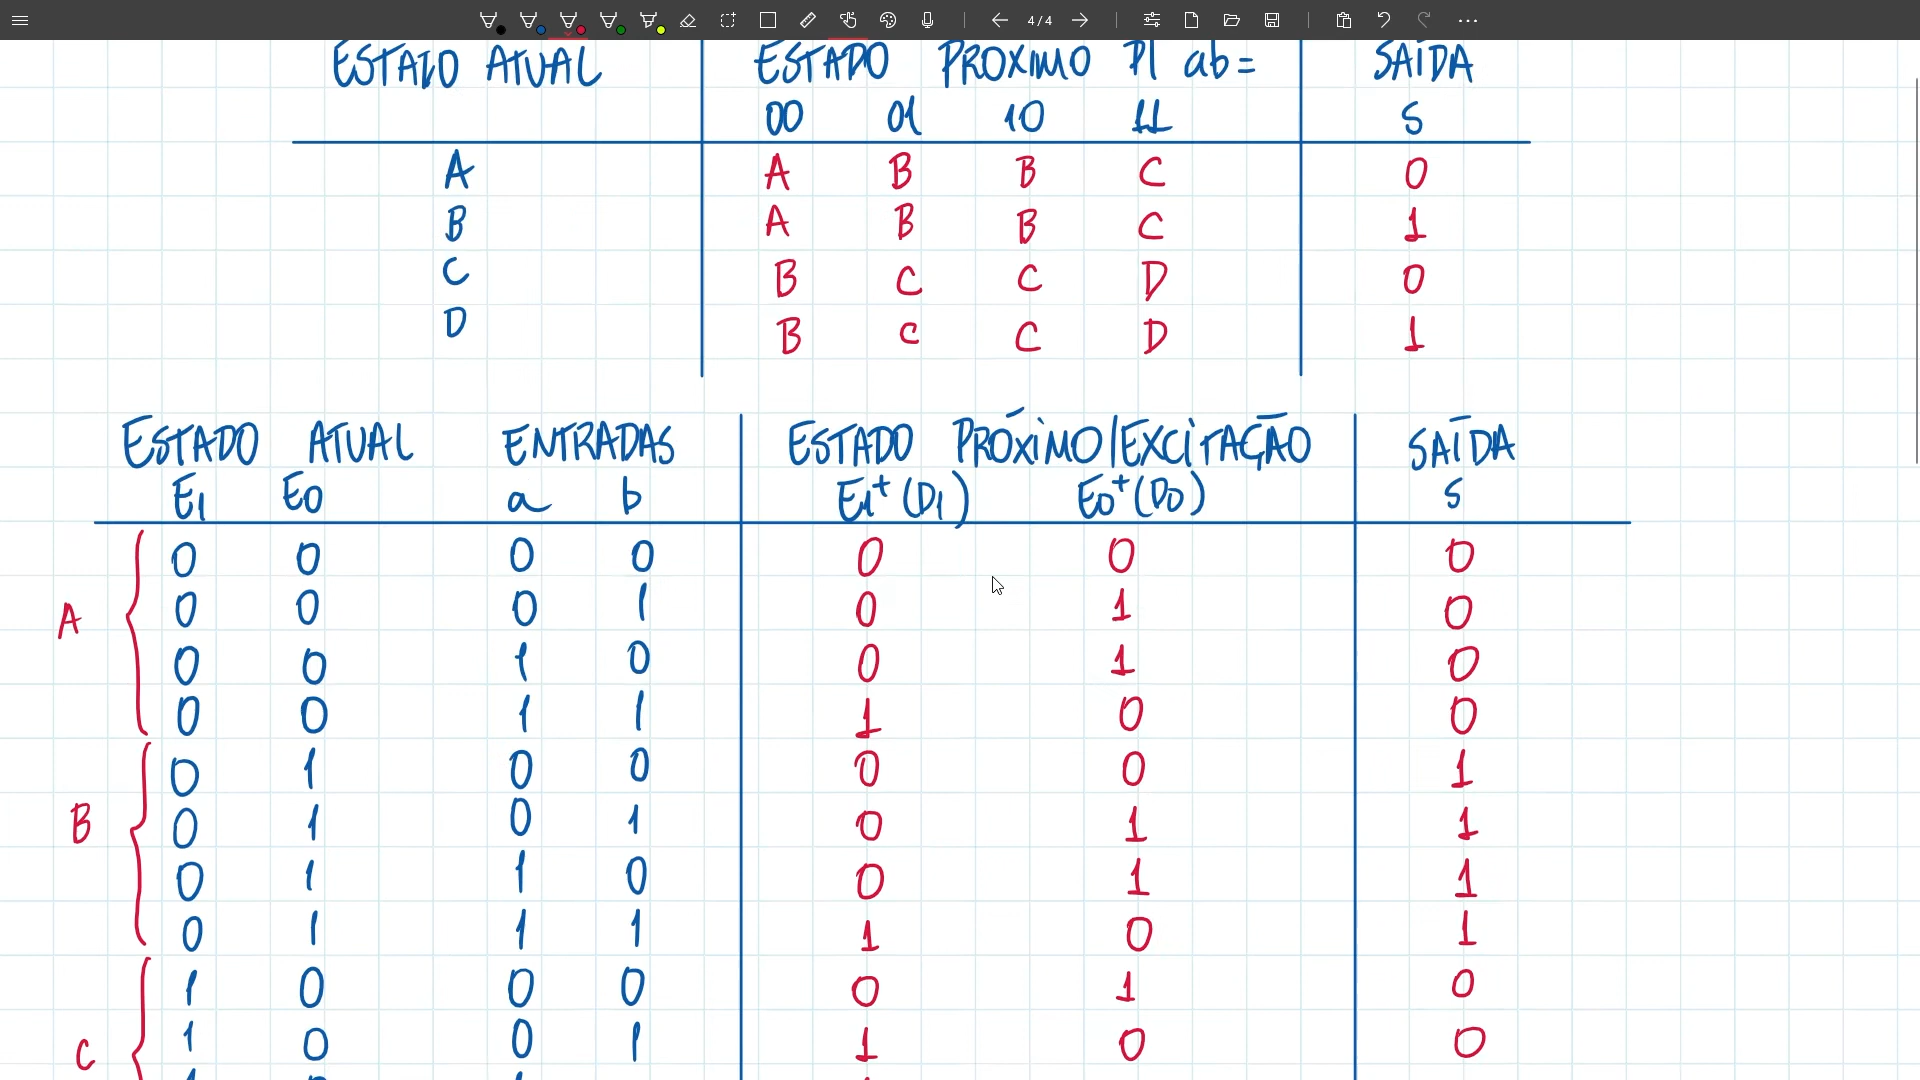 4/4
ESTADO ATUAL ESTADO PROXIMO P/ ab= SAÍDA
00 01 10 11 S
A A B B C 0
B A B B C 1
C B C C D 0
D B C C D 1
ESTADO ATUAL ENTRADAS ESTADO PRÓXIMO/EXCITAÇÃO SAÍDA
E1 E0 a b E1+(D1) E0+(D0) S
0 0 0 0 0 0 0
0 0 0 1 0 1 0
A
0 0 1 0 0 1 0
0 0 1 1 1 0 0
0 1 0 0 0 0 1
B 0 1 0 1 0 1 1
0 1 1 0 0 1 1
0 1 1 1 1 0 1
1 0 0 0 0 1 0
C 1 0 0 1 1 0 0